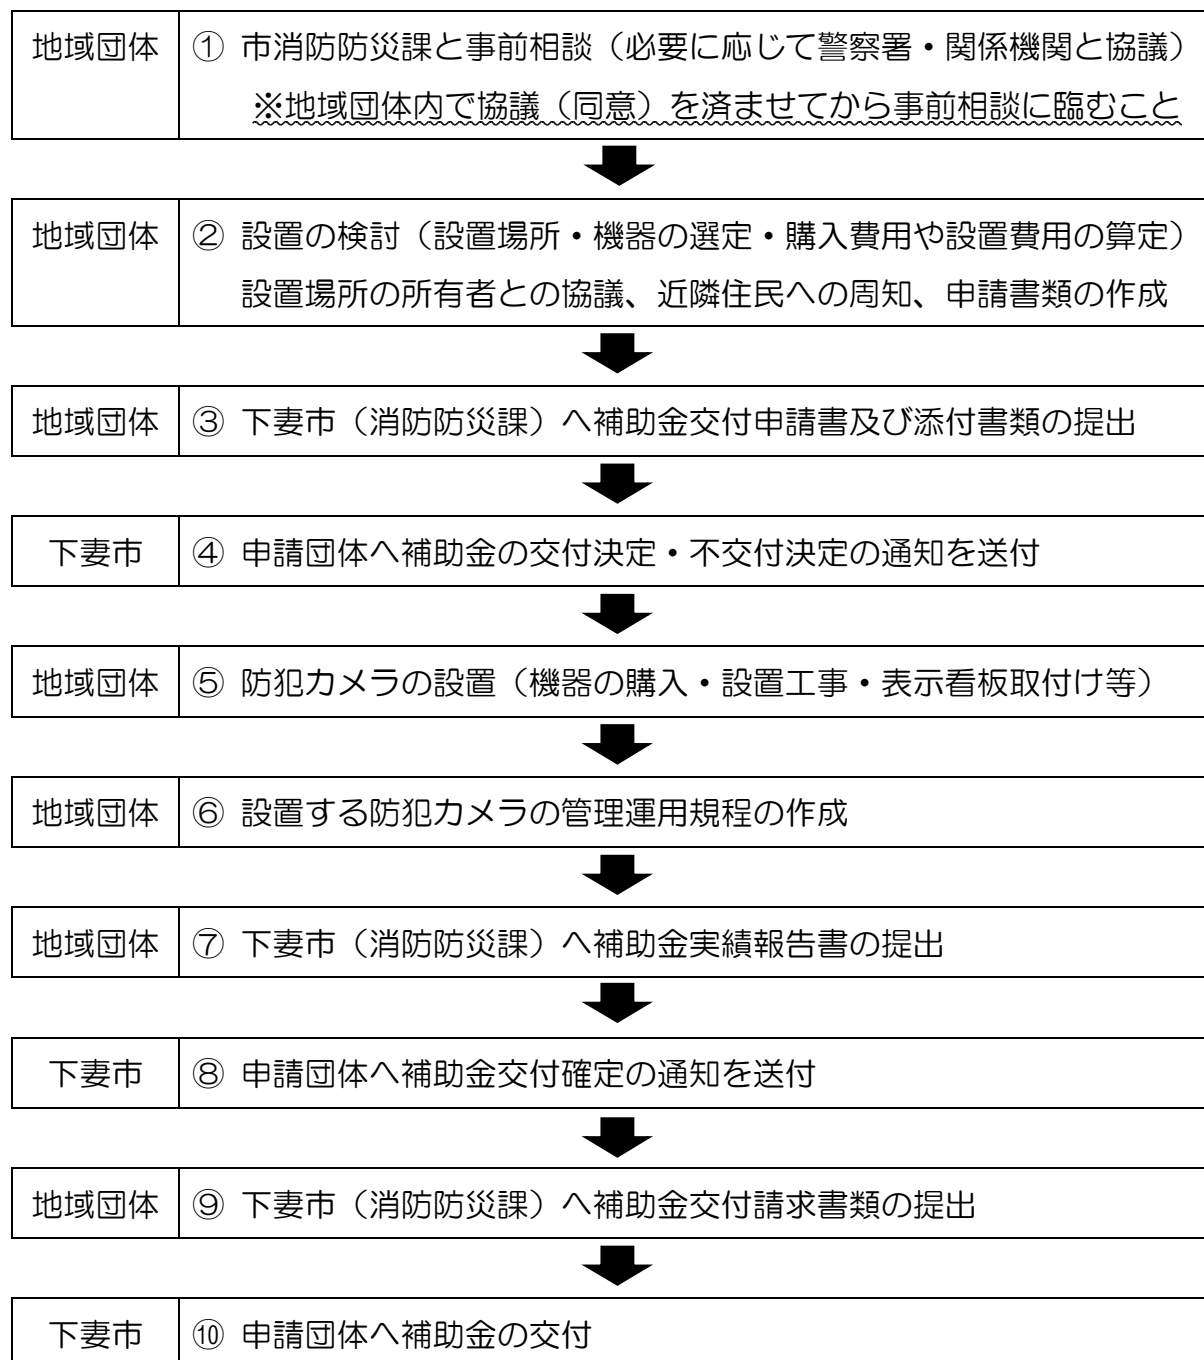 地域団体 ① 市消防防災課と事前相談（必要に応じて警察署・関係機関と協議）
※地域団体内で協議（同意）を済ませてから事前相談に臨むこと
地域団体 ② 設置の検討（設置場所・機器の選定・購入費用や設置費用の算定）
設置場所の所有者との協議、近隣住民への周知、申請書類の作成
地域団体 ③ 下妻市（消防防災課）へ補助金交付申請書及び添付書類の提出
下妻市 ④ 申請団体へ補助金の交付決定・不交付決定の通知を送付
地域団体 ⑤ 防犯カメラの設置（機器の購入・設置工事・表示看板取付け等）
地域団体 ⑥ 設置する防犯カメラの管理運用規程の作成
地域団体 ⑦ 下妻市（消防防災課）へ補助金実績報告書の提出
下妻市 ⑧ 申請団体へ補助金交付確定の通知を送付
地域団体 ⑨ 下妻市（消防防災課）へ補助金交付請求書類の提出
下妻市 ⑩ 申請団体へ補助金の交付